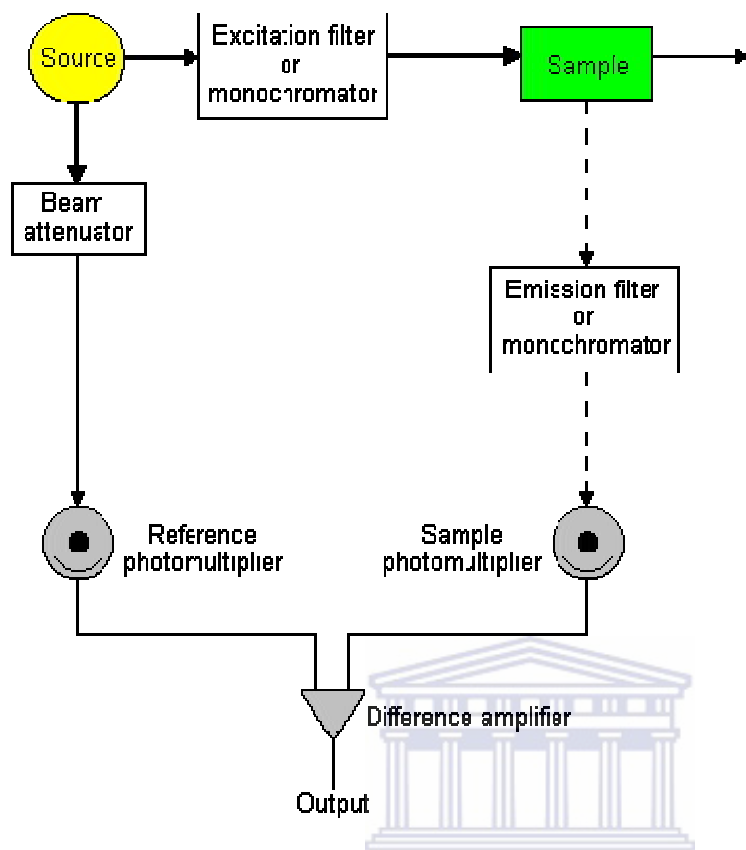 Source
Excitation filter
or
monochromator
Sample
Beam
attenuator
Emission filter
or
monochromator
Reference
photomultiplier
Sample
photomultiplier
Difference amplifier
Output